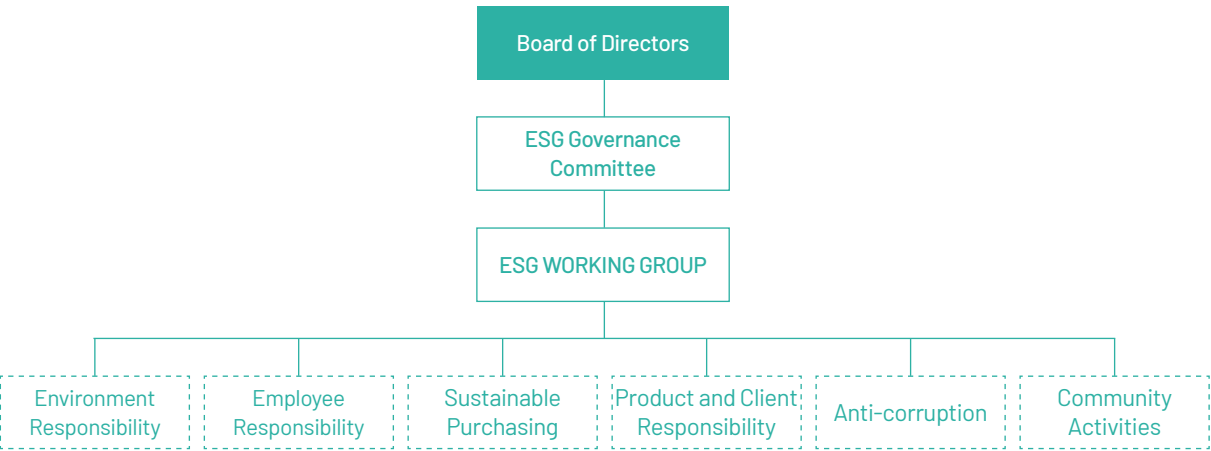 Board of Directors
ESG Governance
Committee
ESG WORKING GROUP
Environment
Responsibility
Employee
Responsibility
Sustainable
Purchasing
Product and Client
Responsibility
Anti-corruption
Community
Activities